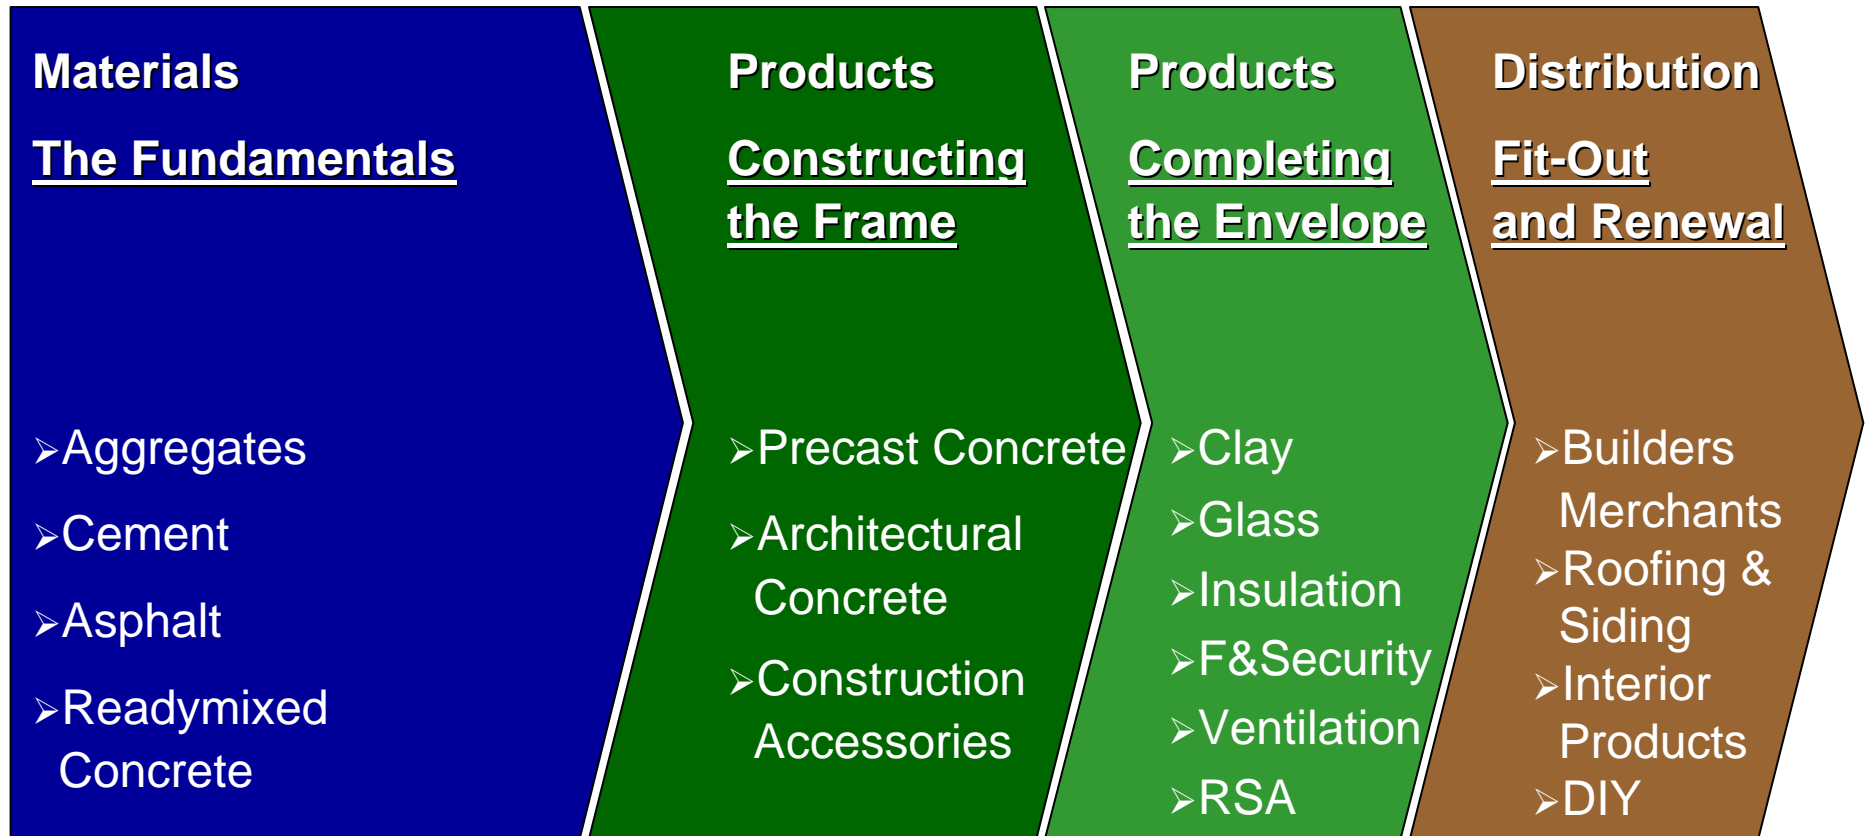 Materials
The Fundamentals
➢Aggregates
➢Cement
➢Asphalt
➢Readymixed
Concrete
Products
Constructing
the Frame
➢Precast Concrete
➢Architectural
Concrete
➢Construction
Accessories
Products
Completing
the Envelope
➢Clay
➢Glass
➢Insulation
➢F&Security
➢Ventilation
➢RSA
Distribution
Fit-Out
and Renewal
➢Builders
Merchants
➢Roofing &
Siding
➢Interior
Products
➢DIY